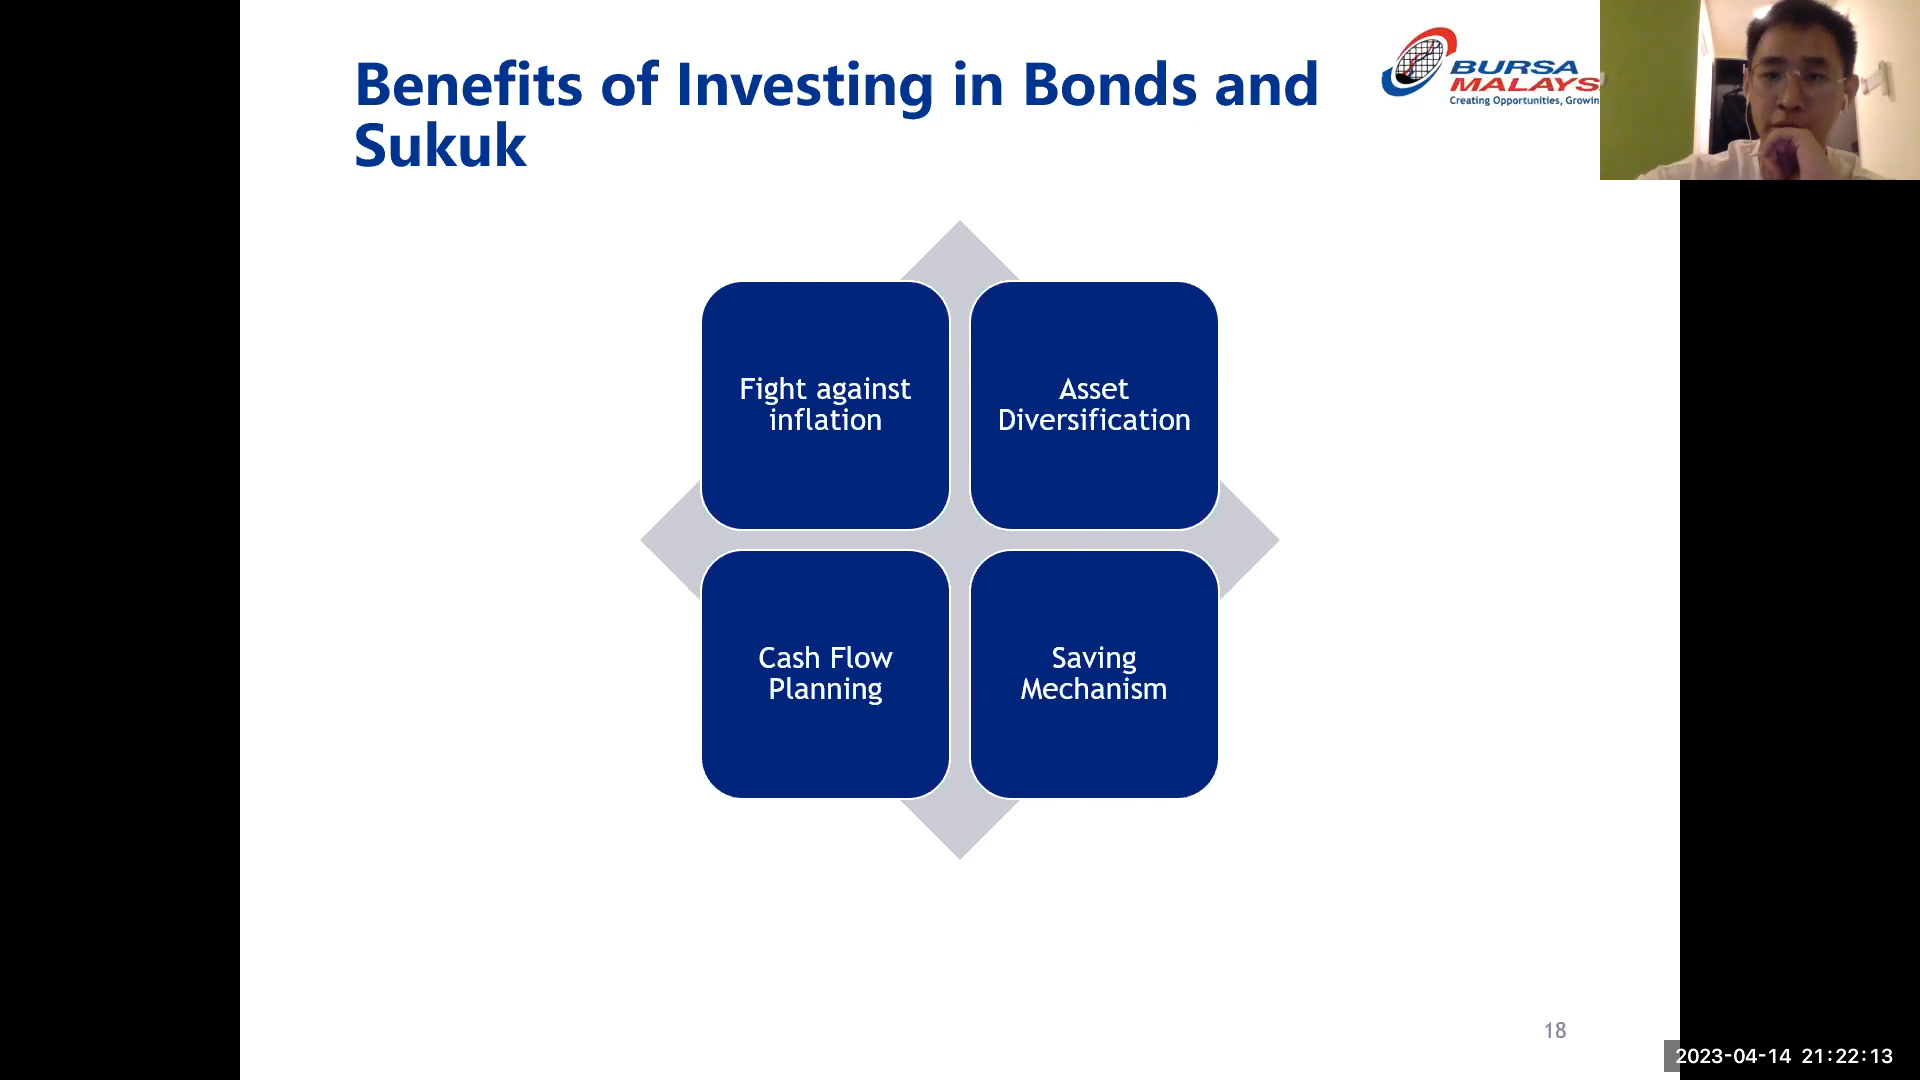 Benefits of Investing in Bonds and
Sukuk
BURSA
MALAYS
Creating Opportunities, Growin
Fight against
inflation
Asset
Diversification
Cash Flow
Planning
Saving
Mechanism
18
2023-04-14 21:22:13